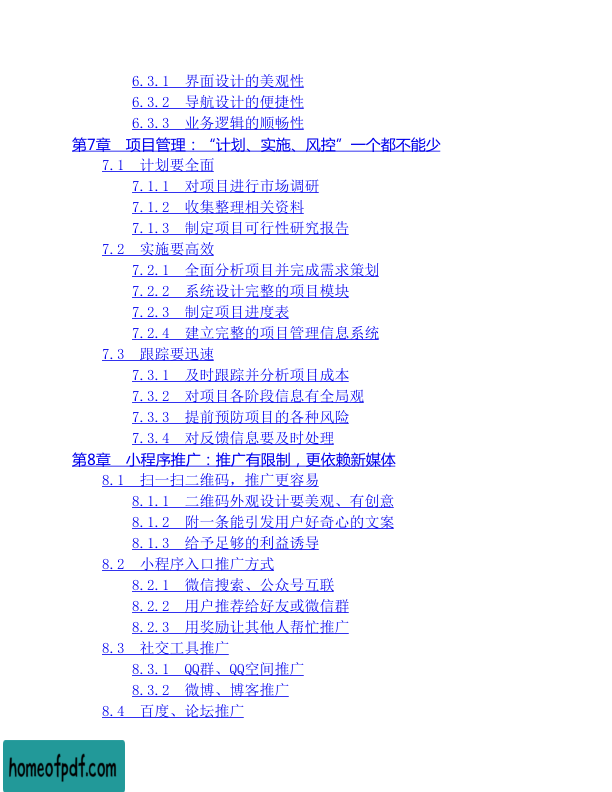 6.3.1 界面设计的美观性
6.3.2 导航设计的便捷性
6.3.3 业务逻辑的顺畅性
第7章 项目管理：“计划、实施、风控”一个都不能少
7.1 计划要全面
7.1.1 对项目进行市场调研
7.1.2 收集整理相关资料
7.1.3 制定项目可行性研究报告
7.2 实施要高效
7.2.1 全面分析项目并完成需求策划
7.2.2 系统设计完整的项目模块
7.2.3 制定项目进度表
7.2.4 建立完整的项目管理信息系统
7.3 跟踪要迅速
7.3.1 及时跟踪并分析项目成本
7.3.2 对项目各阶段信息有全局观
7.3.3 提前预防项目的各种风险
7.3.4 对反馈信息要及时处理
第8章 小程序推广：推广有限制，更依赖新媒体
8.1 扫一扫二维码，推广更容易
8.1.1 二维码外观设计要美观、有创意
8.1.2 附一条能引发用户好奇心的文案
8.1.3 给予足够的利益诱导
8.2 小程序入口推广方式
8.2.1 微信搜索、公众号互联
8.2.2 用户推荐给好友或微信群
8.2.3 用奖励让其他人帮忙推广
8.3 社交工具推广
8.3.1 QQ群、QQ空间推广
8.3.2 微博、博客推广
8.4 百度、论坛推广
homeofpdf.com